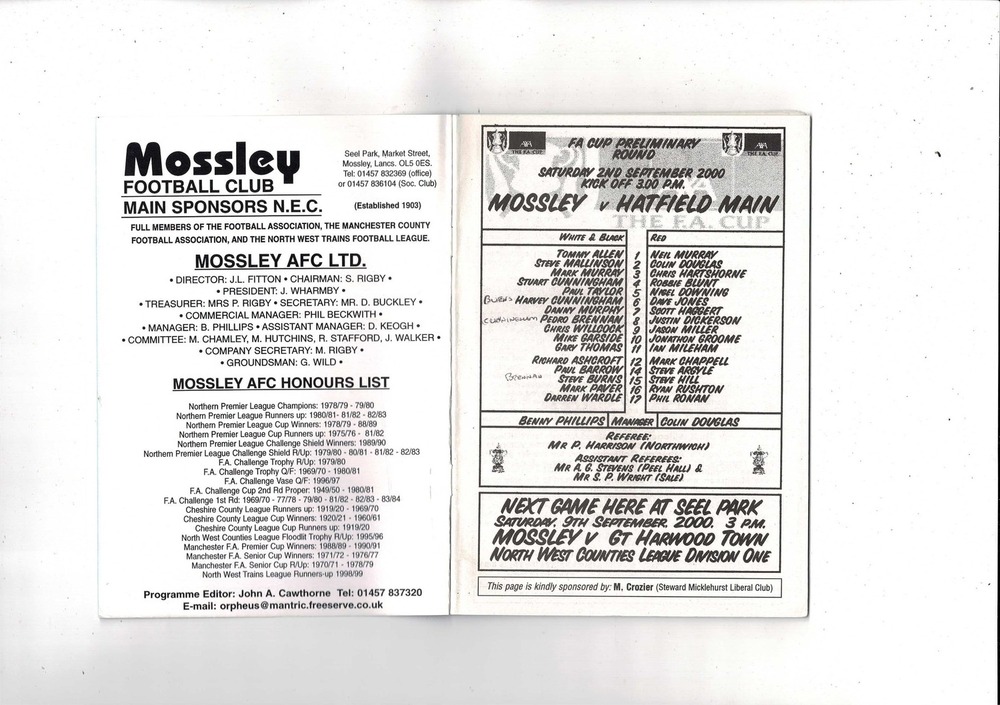 Mossley
FOOTBALL CLUB
MAIN SPONSORS N.E.C.
Seel Park, Market Street,
Mossley, Lancs. OL5 0ES.
Tel: 01457 832369 (office)
or 01457 836104 (Soc. Club)
(Established 1903)
FULL MEMBERS OF THE FOOTBALL ASSOCIATION, THE MANCHESTER COUNTY
FOOTBALL ASSOCIATION, AND THE NORTH WEST TRAINS FOOTBALL LEAGUE.
MOSSLEY AFC LTD.
• DIRECTOR: J.L. FITTON • CHAIRMAN: S. RIGBY •
• PRESIDENT: J. WHARMBY •
• TREASURER: MRS P. RIGBY • SECRETARY: MR. D. BUCKLEY •
• COMMERCIAL MANAGER: PHIL BECKWITH •
• MANAGER: B. PHILLIPS • ASSISTANT MANAGER: D. KEOGH •
• COMMITTEE: M. CHAMLEY, M. HUTCHINS, R. STAFFORD, J. WALKER •
• COMPANY SECRETARY: M. RIGBY •
• GROUNDSMAN: G. WILD •
MOSSLEY AFC HONOURS LIST
Northern Premier League Champions: 1978/79 - 79/80
Northern Premier League Runners up: 1980/81- 81/82 - 82/83
Northern Premier League Cup Winners: 1978/79 - 88/89
Northern Premier League Cup Runners up: 1975/76 - 81/82
Northern Premier League Challenge Shield Winners: 1989/90
Northern Premier League Challenge Shield R/Up: 1979/80 - 80/81 - 81/82 - 82/83
F.A. Challenge Trophy R/Up: 1979/80
F.A. Challenge Trophy Q/F: 1969/70 - 1980/81
F.A. Challenge Vase Q/F: 1996/97
F.A. Challenge Cup 2nd Rd Proper: 1949/50 - 1980/81
F.A. Challenge 1st Rd: 1969/70 - 77/78 - 79/80 - 81/82 - 82/83 - 83/84
Cheshire County League Runners up: 1919/20 - 1969/70
Cheshire County League Cup Winners: 1920/21 - 1960/61
Cheshire County League Cup Runners up: 1919/20
North West Counties League Floodlit Trophy R/Up: 1995/96
Manchester F.A. Premier Cup Winners: 1988/89 - 1990/91
Manchester F.A. Senior Cup Winners: 1971/72 - 1976/77
Manchester F.A. Senior Cup R/Up: 1970/71 - 1978/79
North West Trains League Runners-up 1998/99
Programme Editor: John A. Cawthorne Tel: 01457 837320
E-mail: orpheus@mantric.freeserve.co.uk
AXA
THE F.A. CUP
AXA
THE F.A. CUP
FA CUP PRELIMINARY
ROUND
SATURDAY 2ND SEPTEMBER 2000
KICK OFF 3.00 P.M.
MOSSLEY v HATFIELD MAIN
THE F.A. CUP
WHITE & BLACK RED
TOMMY ALLEN 1 NEIL MURRAY
STEVE MALLINSON 2 COLIN DOUGLAS
MARK MURRAY 3 CHRIS HARTSHORNE
STUART CUNNINGHAM 4 ROBBIE BLUNT
PAUL TAYLOR 5 NIGEL DOWNING
BURNS HARVEY CUNNINGHAM 6 DAVE JONES
DANNY MURPHY 7 SCOTT HAGGERT
CUNNINGHAM PEDRO BRENNAN 8 JUSTIN DICKERSON
CHRIS WILLCOCK 9 JASON MILLER
MIKE GARSIDE 10 JONATHON GROOME
GARY THOMAS 11 IAN MILEHAM
RICHARD ASHCROFT 12 MARK CHAPPELL
PAUL BARROW 14 STEVE ARGYLE
BRENNAN STEVE BURNS 15 STEVE HILL
MARK PAVER 16 RYAN RUSHTON
DARREN WARDLE 17 PHIL RONAN
BENNY PHILLIPS MANAGER COLIN DOUGLAS
REFEREE:
MR P. HARRISON (NORTHWICH)
ASSISTANT REFEREES:
MR A. G. STEVENS (PEEL HALL) &
MR S. P. WRIGHT (SALE)
NEXT GAME HERE AT SEEL PARK
SATURDAY. 9TH SEPTEMBER. 2000. 3 P.M.
MOSSLEY V GT HARWOOD TOWN
NORTH WEST COUNTIES LEAGUE DIVISION ONE
This page is kindly sponsored by: M. Crozier (Steward Micklehurst Liberal Club)